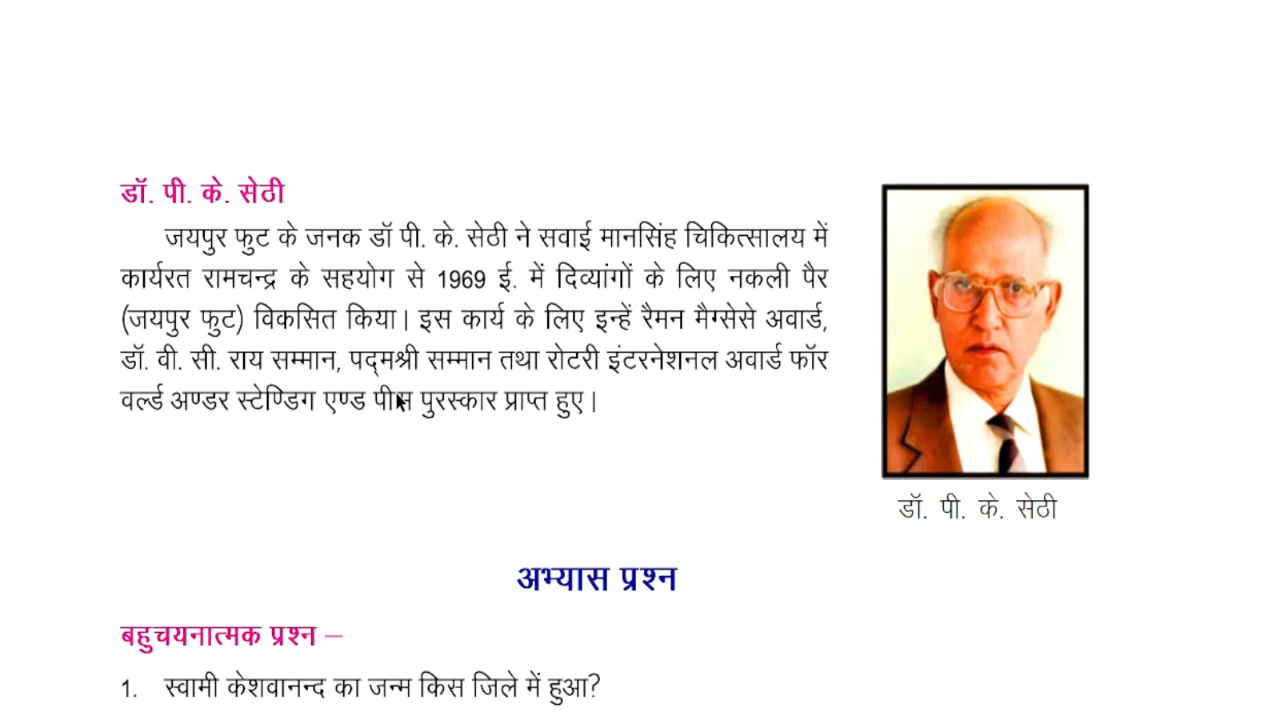 डॉ. पी. के. सेठी
जयपुर फुट के जनक डॉ पी. के. सेठी ने सवाई मानसिंह चिकित्सालय में
कार्यरत रामचन्द्र के सहयोग से 1969 ई. में दिव्यांगों के लिए नकली पैर
(जयपुर फुट) विकसित किया। इस कार्य के लिए इन्हें रैमन मैग्सेसे अवार्ड,
डॉ. वी. सी. राय सम्मान, पद्मश्री सम्मान तथा रोटरी इंटरनेशनल अवार्ड फॉर
वर्ल्ड अण्डर स्टेण्डिग एण्ड पीस पुरस्कार प्राप्त हुए।
डॉ. पी. के. सेठी
अभ्यास प्रश्न
बहुचयनात्मक प्रश्न –
1. स्वामी केशवानन्द का जन्म किस जिले में हुआ?